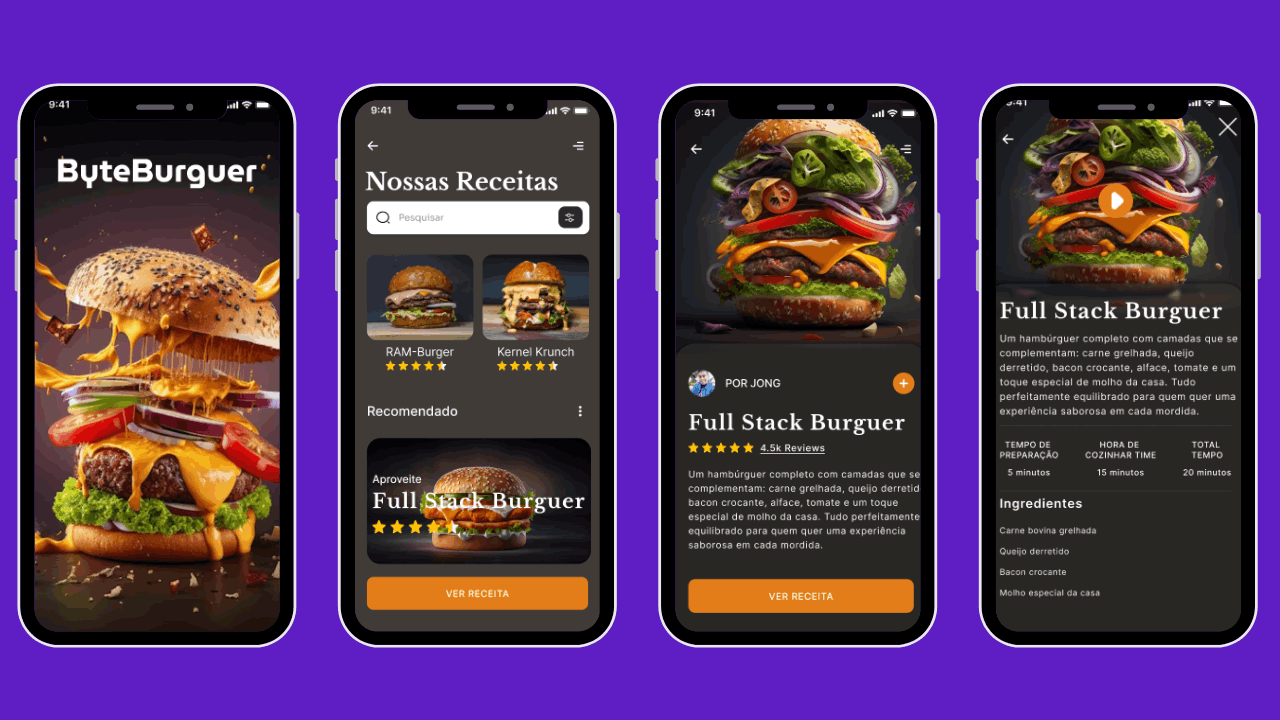 9:41
ByteBurguer
9:41
Nossas Receitas
Pesquisar
RAM-Burger
Kernel Krunch
Recomendado
Aproveite
Full Stack Burguer
VER RECEITA
9:41
POR JONG
Full Stack Burguer
4.5k Reviews
Um hambúrguer completo com camadas que se
complementam: carne grelhada, queijo derretid
bacon crocante, alface, tomate e um toque
especial de molho da casa. Tudo perfeitamente
equilibrado para quem quer uma experiência
saborosa em cada mordida.
VER RECEITA
9:41
Full Stack Burguer
Um hambúrguer completo com camadas que se
complementam: carne grelhada, queijo
derretido, bacon crocante, alface, tomate e um
toque especial de molho da casa. Tudo
perfeitamente equilibrado para quem quer uma
experiência saborosa em cada mordida.
TEMPO DE
PREPARAÇÃO
5 minutos
HORA DE
COZINHAR TIME
15 minutos
TOTAL
TEMPO
20 minutos
Ingredientes
Carne bovina grelhada
Queijo derretido
Bacon crocante
Molho especial da casa